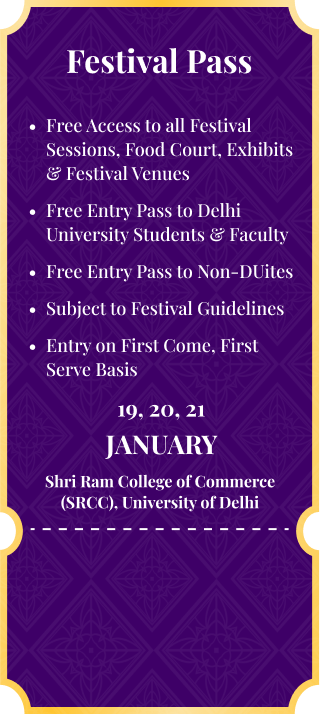 Festival Pass
• Free Access to all Festival
Sessions, Food Court, Exhibits
& Festival Venues
• Free Entry Pass to Delhi
University Students & Faculty
• Free Entry Pass to Non-DUites
• Subject to Festival Guidelines
• Entry on First Come, First
Serve Basis
19, 20, 21
JANUARY
Shri Ram College of Commerce
(SRCC), University of Delhi